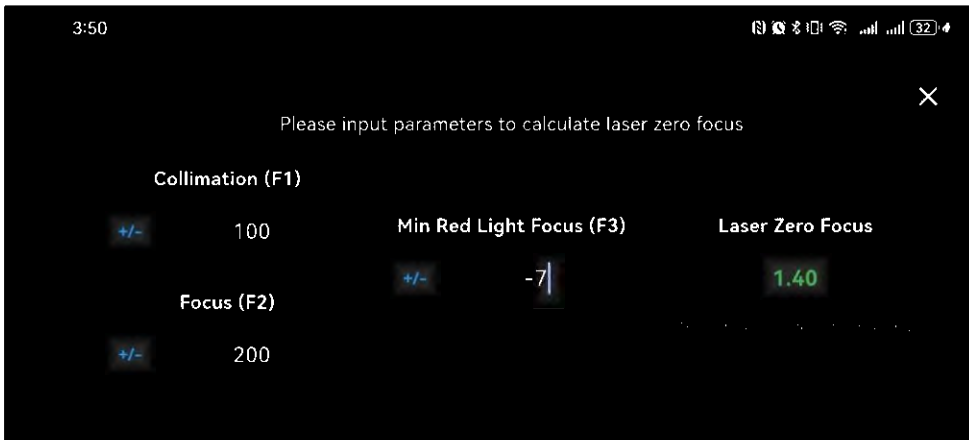 3:50
32
Please input parameters to calculate laser zero focus
Collimation (F1)
+/- 100
Min Red Light Focus (F3)
+/- -7
Laser Zero Focus
1.40
Focus (F2)
+/- 200